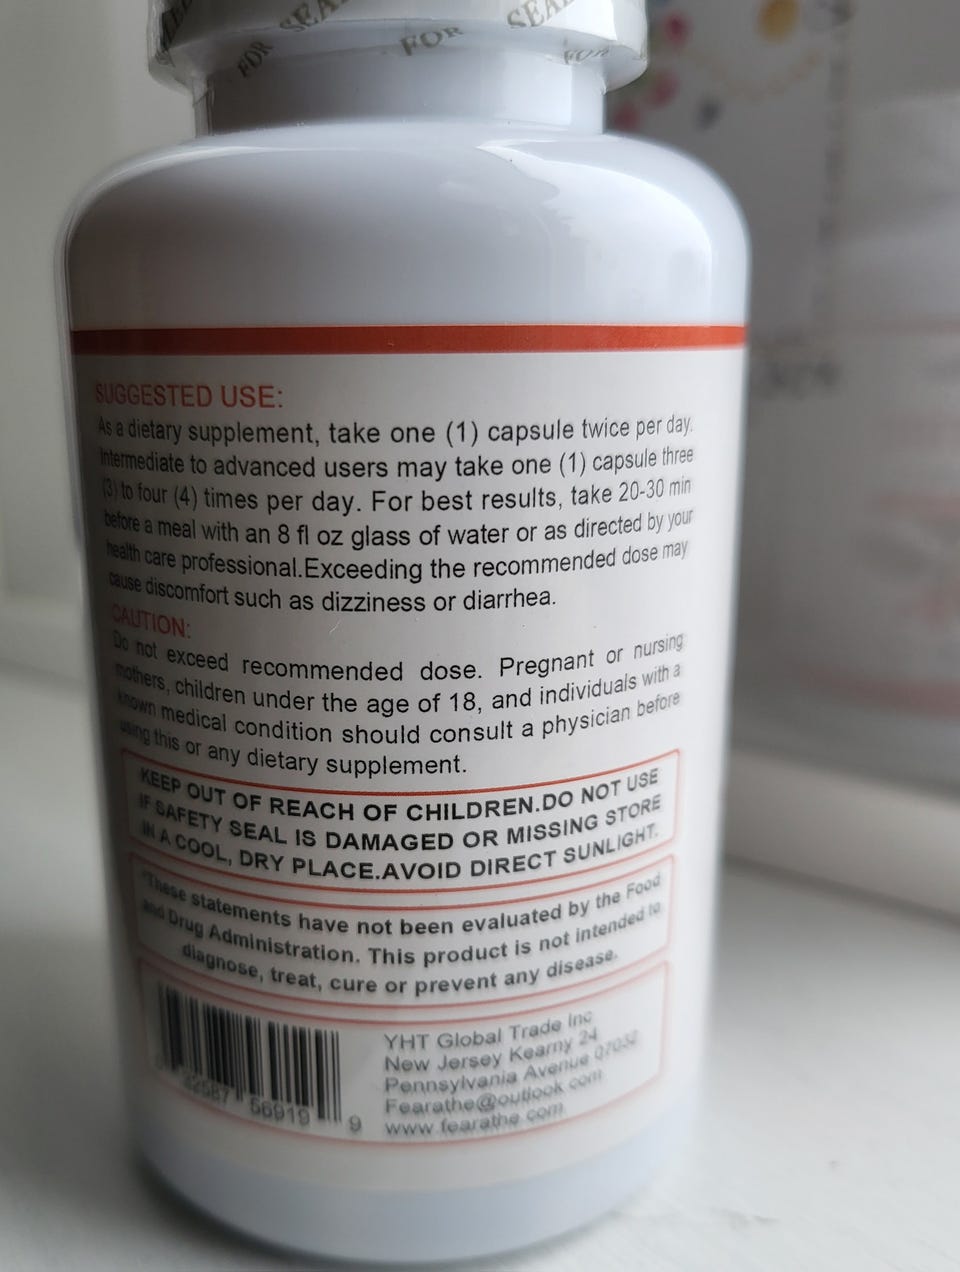 FOR SEAL FOR SEAL FOR
SUGGESTED USE:
As a dietary supplement, take one (1) capsule twice per day.
Intermediate to advanced users may take one (1) capsule three
(3) to four (4) times per day. For best results, take 20-30 min
before a meal with an 8 fl oz glass of water or as directed by your
health care professional.Exceeding the recommended dose may
cause discomfort such as dizziness or diarrhea.
CAUTION:
Do not exceed recommended dose. Pregnant or nursing
mothers, children under the age of 18, and individuals with a
known medical condition should consult a physician before
using this or any dietary supplement.
KEEP OUT OF REACH OF CHILDREN.DO NOT USE
IF SAFETY SEAL IS DAMAGED OR MISSING STORE
IN A COOL, DRY PLACE.AVOID DIRECT SUNLIGHT.
*These statements have not been evaluated by the Food
and Drug Administration. This product is not intended to
diagnose, treat, cure or prevent any disease.
YHT Global Trade Inc
New Jersey Kearny 24
Pennsylvania Avenue 07032
Fearathe@outlook.com
www.fearathe.com
56919 9